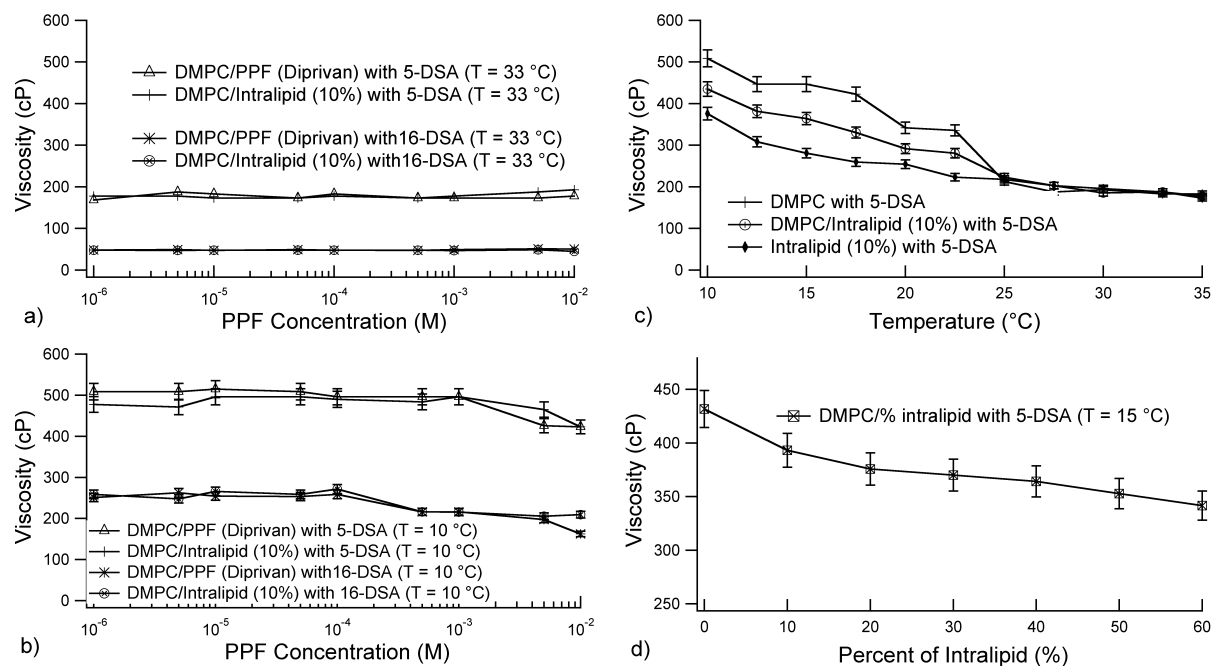 600
500
400
300
200
100
0
Viscosity (cP)
DMPC/PPF (Diprivan) with 5-DSA (T = 33 °C)
DMPC/Intralipid (10%) with 5-DSA (T = 33 °C)
DMPC/PPF (Diprivan) with16-DSA (T = 33 °C)
DMPC/Intralipid (10%) with16-DSA (T = 33 °C)
10⁻⁶
10⁻⁵
10⁻⁴
10⁻³
10⁻²
a)
PPF Concentration (M)
600
500
400
300
200
100
0
Viscosity (cP)
DMPC with 5-DSA
DMPC/Intralipid (10%) with 5-DSA
Intralipid (10%) with 5-DSA
10
15
20
25
30
35
c)
Temperature (°C)
600
500
400
300
200
100
0
Viscosity (cP)
DMPC/PPF (Diprivan) with 5-DSA (T = 10 °C)
DMPC/Intralipid (10%) with 5-DSA (T = 10 °C)
DMPC/PPF (Diprivan) with16-DSA (T = 10 °C)
DMPC/Intralipid (10%) with 16-DSA (T = 10 °C)
10⁻⁶
10⁻⁵
10⁻⁴
10⁻³
10⁻²
b)
PPF Concentration (M)
450
400
350
300
250
Viscosity (cP)
DMPC/% intralipid with 5-DSA (T = 15 °C)
0
10
20
30
40
50
60
d)
Percent of Intralipid (%)